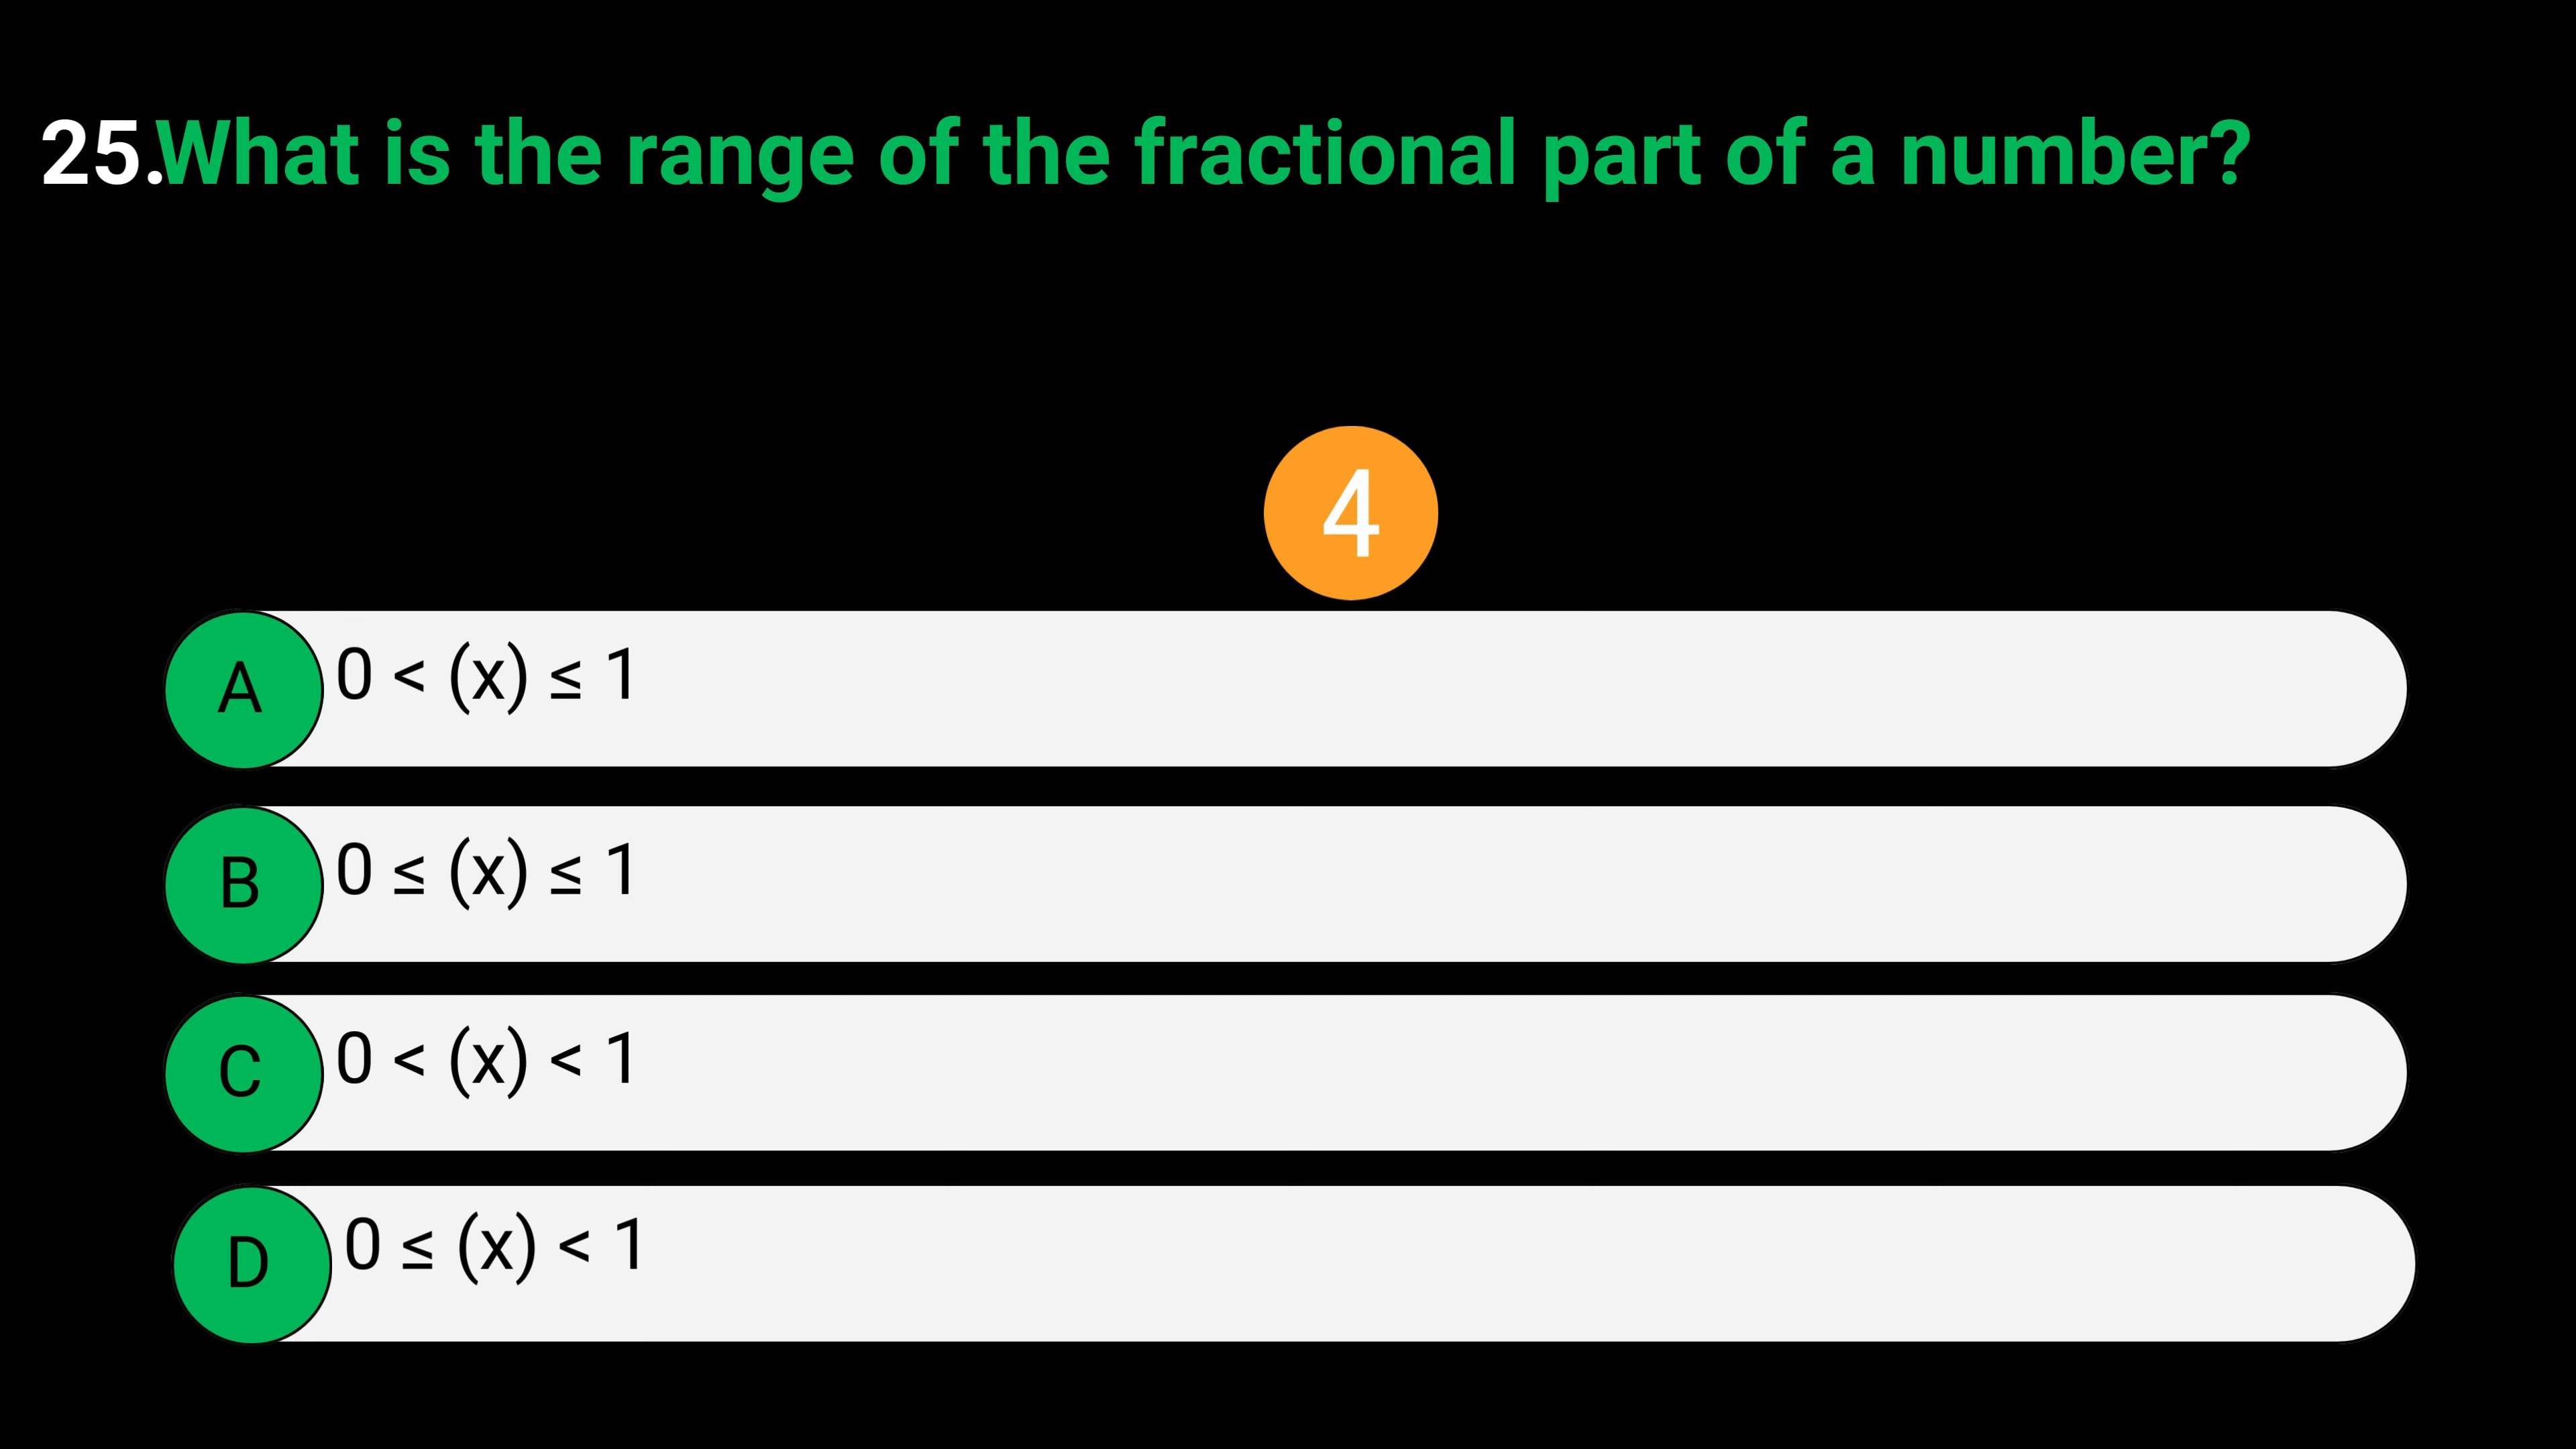 25.What is the range of the fractional part of a number?
4
A 0 < (x) ≤ 1
B 0 ≤ (x) ≤ 1
C 0 < (x) < 1
D 0 ≤ (x) < 1